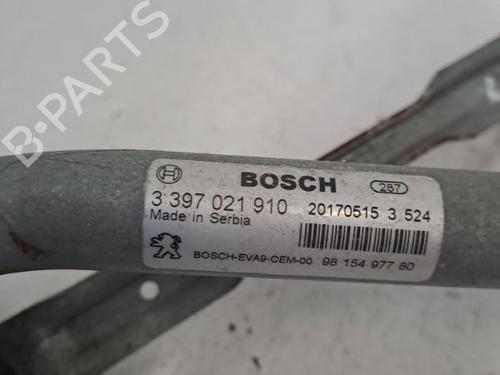 B-PARTS
BOSCH 287
3 397 021 910 20170515 3 524
Made in Serbia
BOSCH-EVA9-CEM-00 98 154 977 80